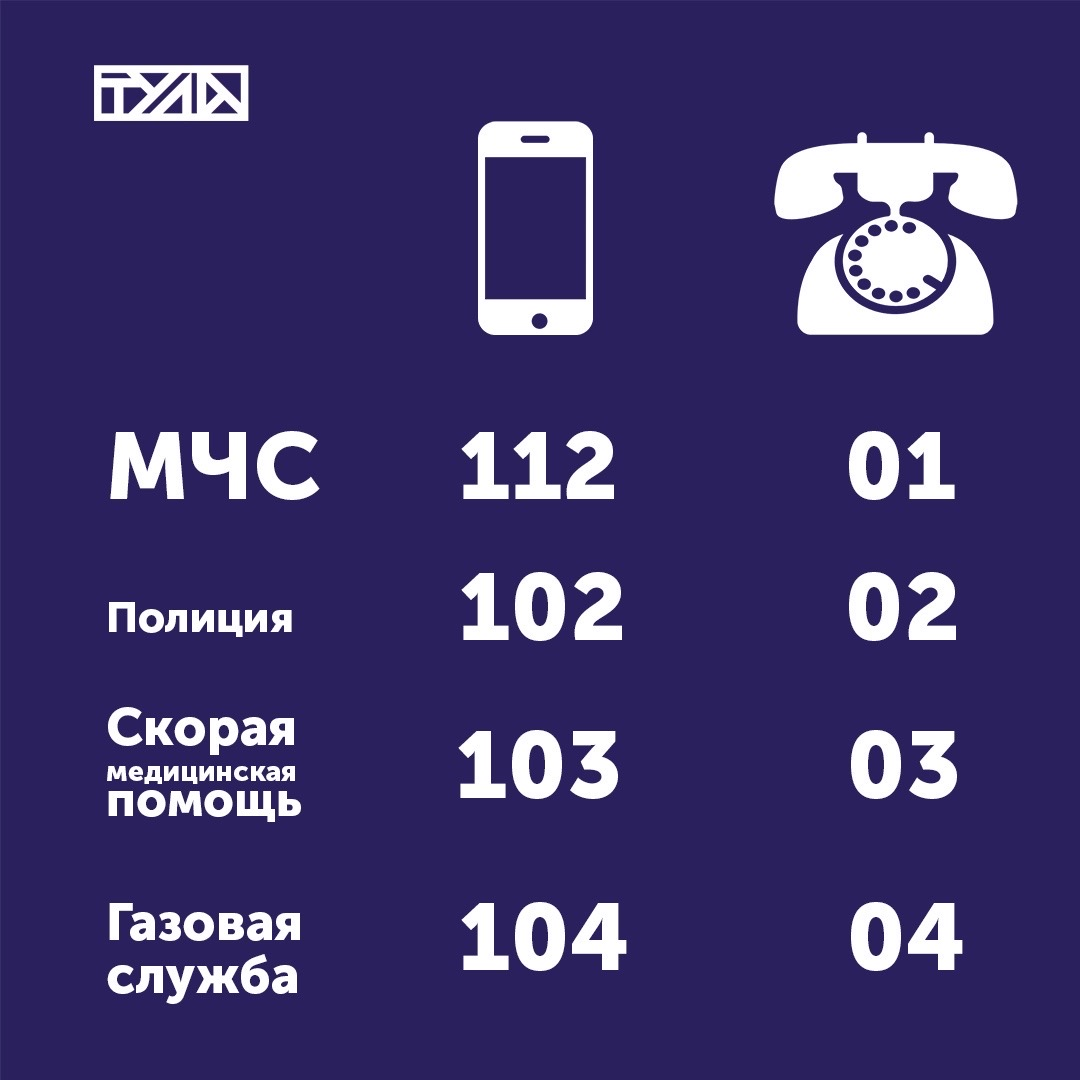 ТУЛА
МЧС 112 01
Полиция 102 02
Скорая
медицинская
помощь 103 03
Газовая
служба 104 04